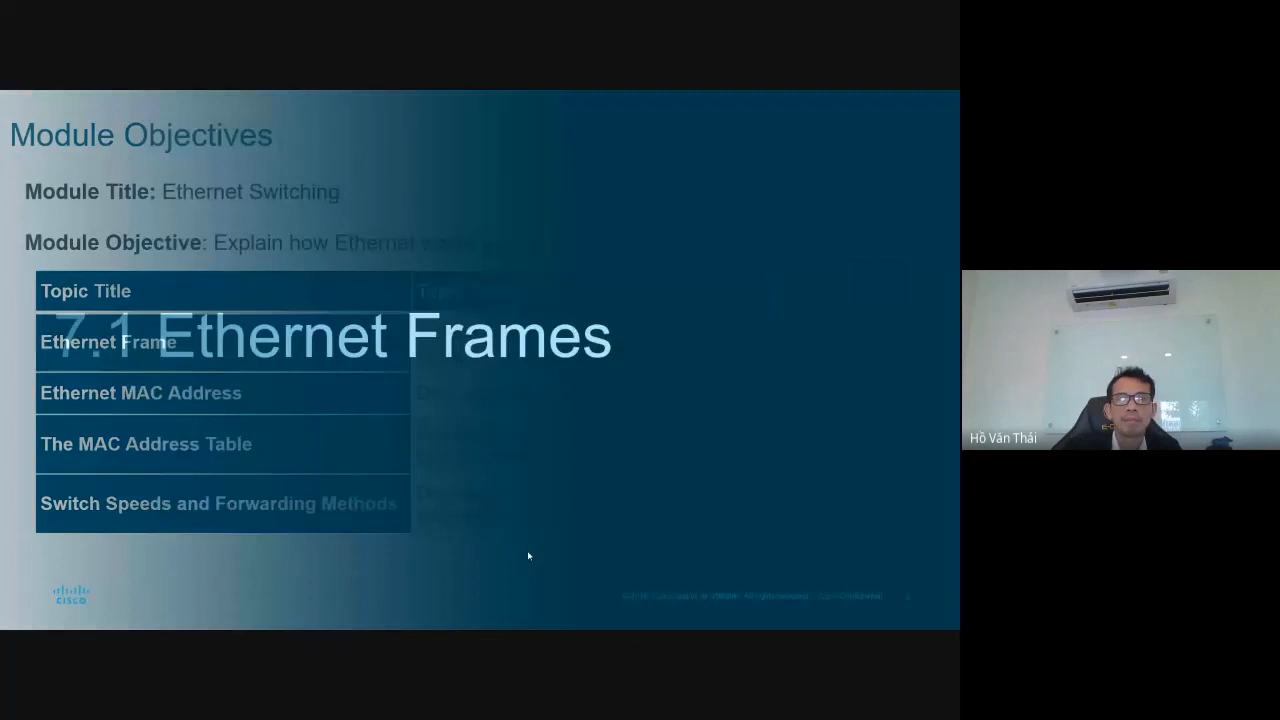 Module Objectives
Module Title: Ethernet Switching
Module Objective: Explain how Ethernet works
Topic Title
7.1 Ethernet Frames
Ethernet Frame
Ethernet MAC Address
The MAC Address Table
Switch Speeds and Forwarding Methods
CISCO
Hồ Văn Thái